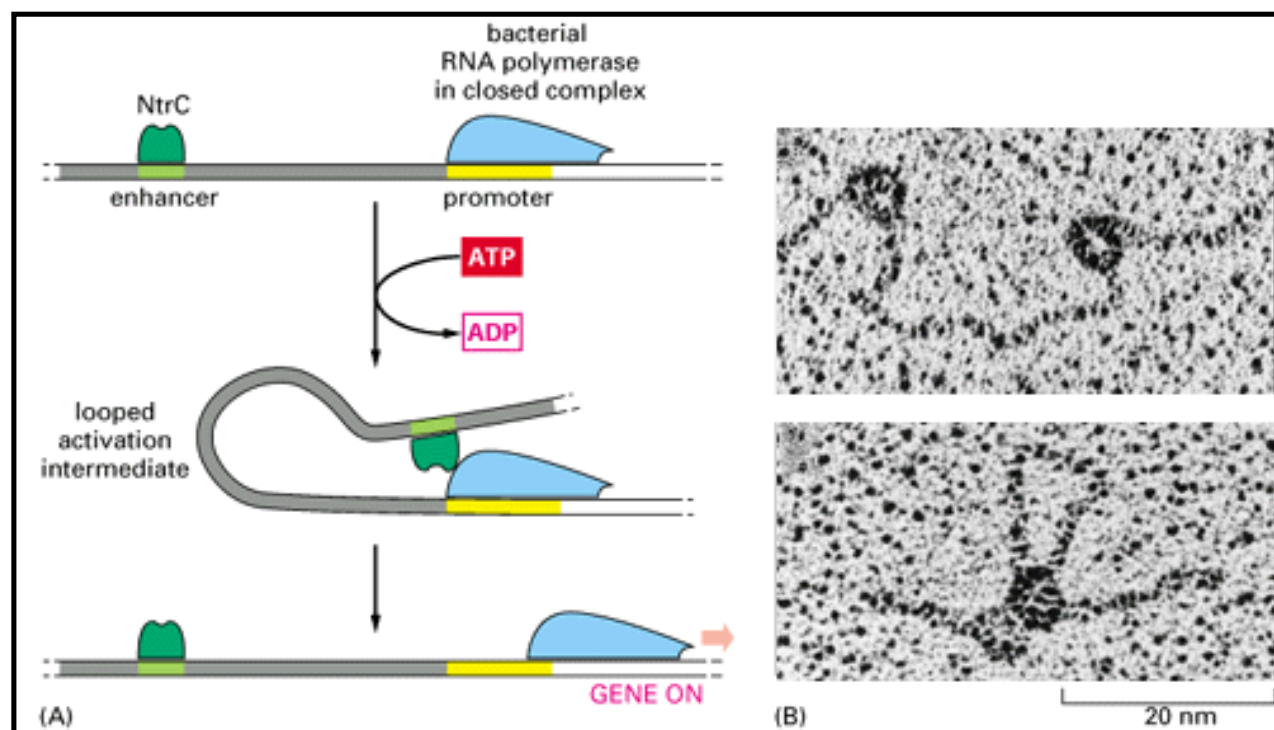 bacterial
RNA polymerase
in closed complex
NtrC
enhancer
promoter
ATP
ADP
looped
activation
intermediate
GENE ON
(A)
(B)
20 nm